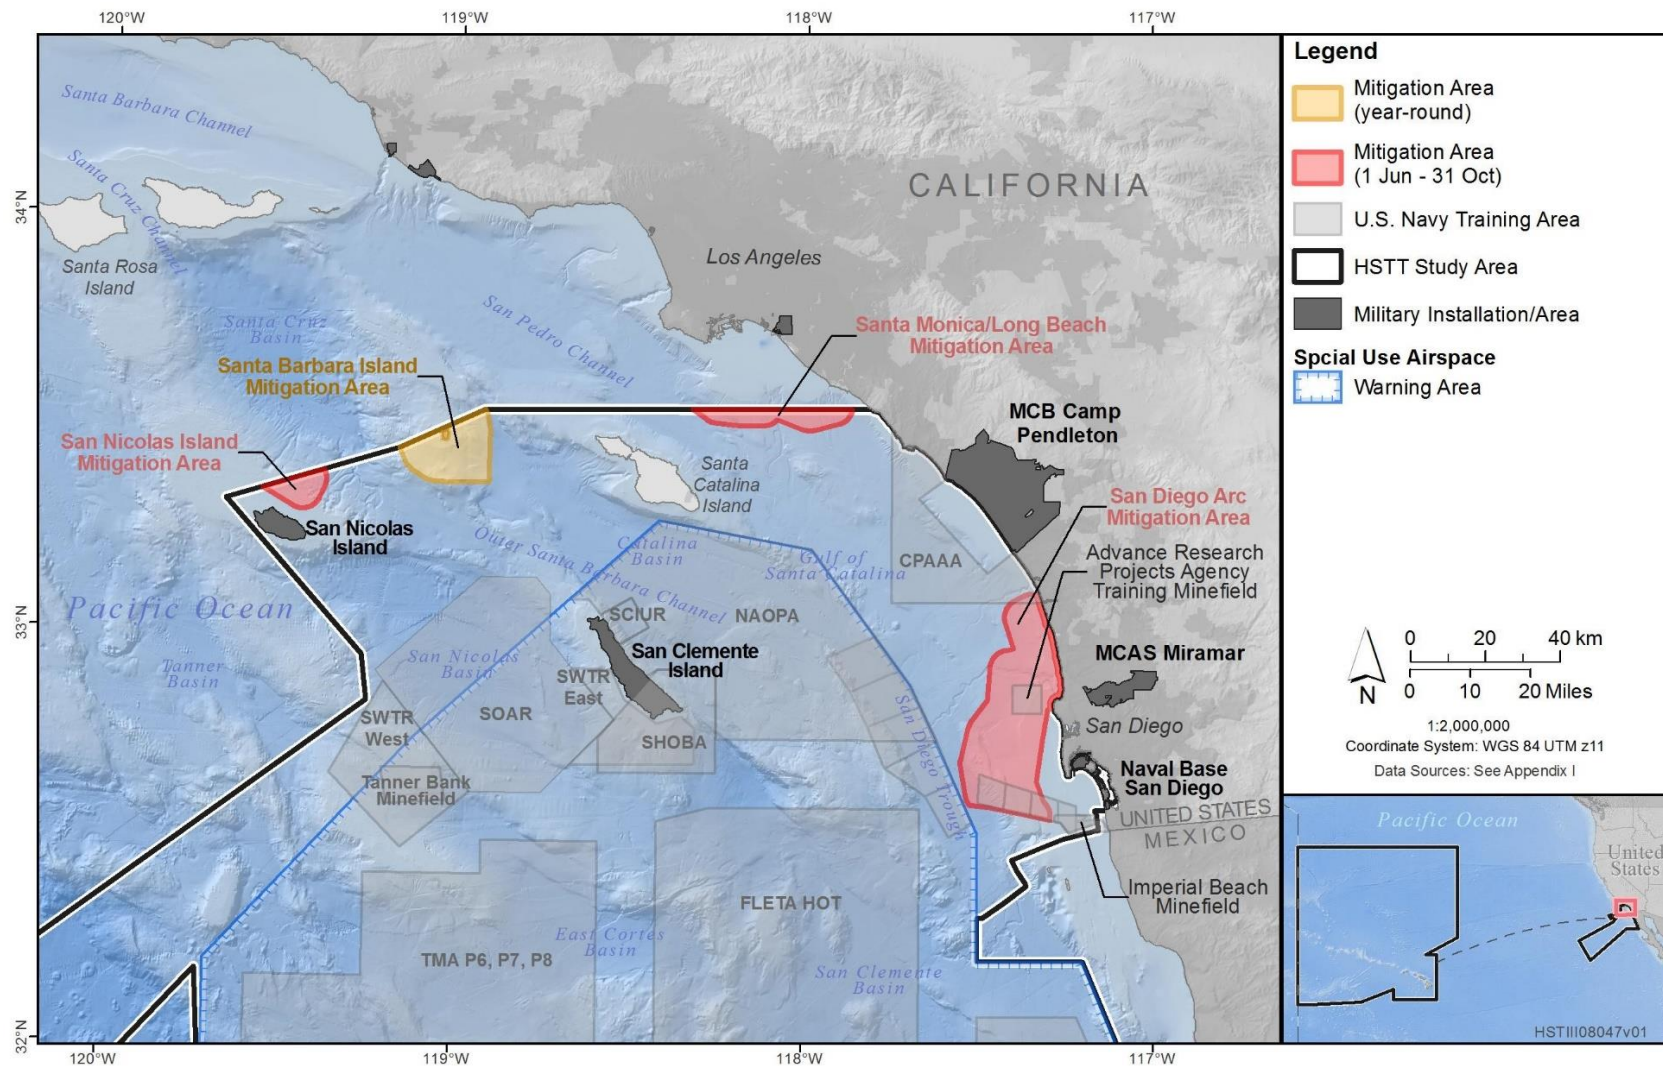 120°W
119°W
118°W
117°W
34°N
33°N
32°N
120°W
119°W
118°W
117°W
Santa Barbara Channel
Santa Cruz Channel
CALIFORNIA
Los Angeles
Santa Rosa
Island
Santa Cruz
Basin
San Pedro Channel
Santa Monica/Long Beach
Mitigation Area
Santa Barbara Island
Mitigation Area
San Nicolas Island
Mitigation Area
MCB Camp
Pendleton
Santa
Catalina
Island
San Diego Arc
Mitigation Area
San Nicolas
Island
Outer Santa Barbara Channel
Catalina
Basin
Gulf of
Santa Catalina
CPAAA
Advance Research
Projects Agency
Training Minefield
Pacific Ocean
SCIUR
NAOPA
Tanner
Basin
San Nicolas
Basin
San Clemente
Island
MCAS Miramar
SWTR
East
SWTR
West
SOAR
SHOBA
San Diego Trough
San Diego
Tanner Bank
Minefield
Naval Base
San Diego
UNITED STATES
MEXICO
Imperial Beach
Minefield
FLETA HOT
East Cortes
Basin
TMA P6, P7, P8
San Clemente
Basin
Legend
Mitigation Area
(year-round)
Mitigation Area
(1 Jun - 31 Oct)
U.S. Navy Training Area
HSTT Study Area
Military Installation/Area
Spcial Use Airspace
Warning Area
N
0 20 40 km
0 10 20 Miles
1:2,000,000
Coordinate System: WGS 84 UTM z11
Data Sources: See Appendix I
Pacific Ocean
United
States
HSTIII08047v01